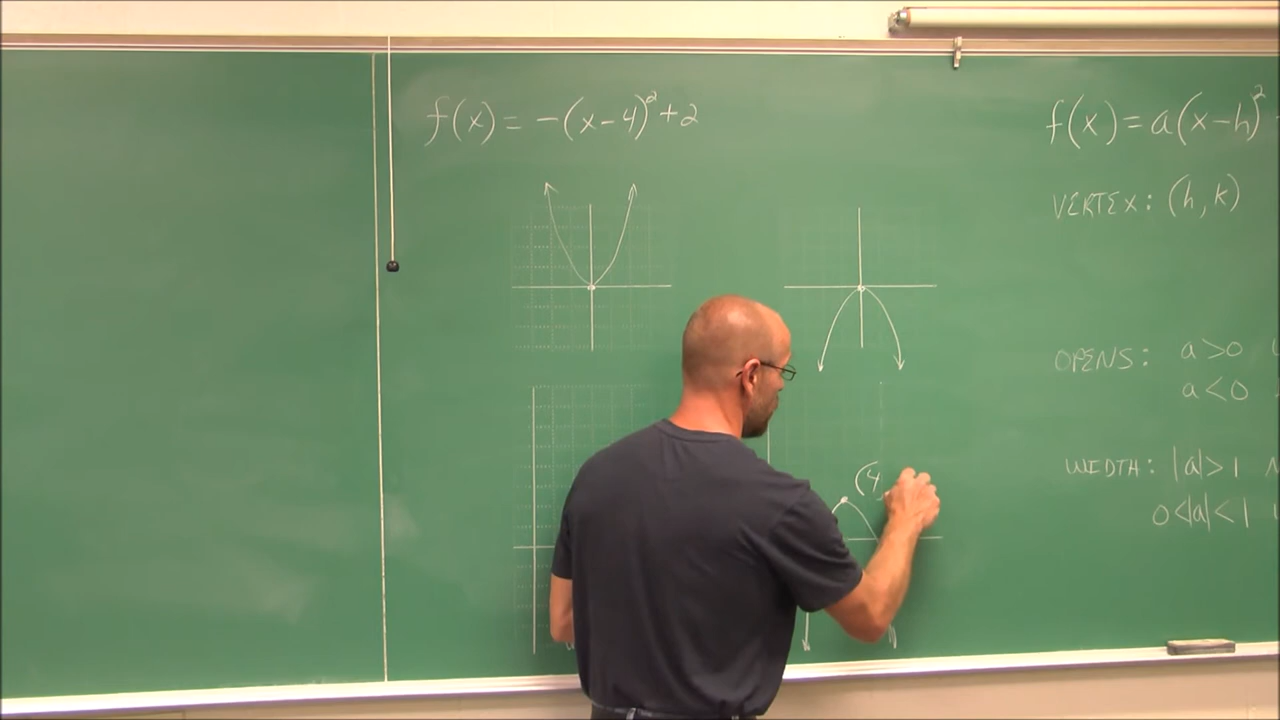 f(x) = -(x-4)² + 2
f(x) = a(x-h)²
VERTEX: (h, k)
OPENS: a > 0
a < 0
(4,
WIDTH: |a| > 1
0 < |a| < 1